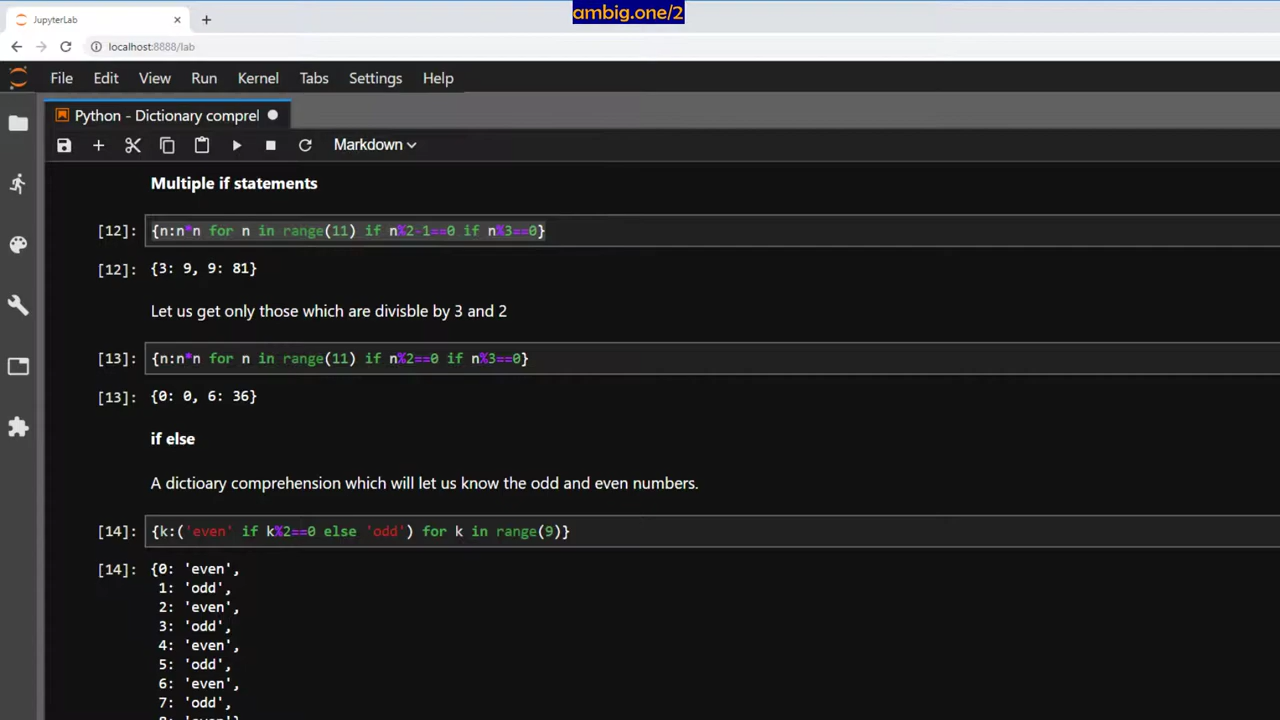 ambig.one/2
JupyterLab
localhost:8888/lab
File Edit View Run Kernel Tabs Settings Help
Python - Dictionary compre
Markdown
Multiple if statements
[12]: {n:n*n for n in range(11) if n%2-1==0 if n%3==0}
[12]: {3: 9, 9: 81}
Let us get only those which are divisble by 3 and 2
[13]: {n:n*n for n in range(11) if n%2==0 if n%3==0}
[13]: {0: 0, 6: 36}
if else
A dictioary comprehension which will let us know the odd and even numbers.
[14]: {k:('even' if k%2==0 else 'odd') for k in range(9)}
[14]: {0: 'even',
1: 'odd',
2: 'even',
3: 'odd',
4: 'even',
5: 'odd',
6: 'even',
7: 'odd',